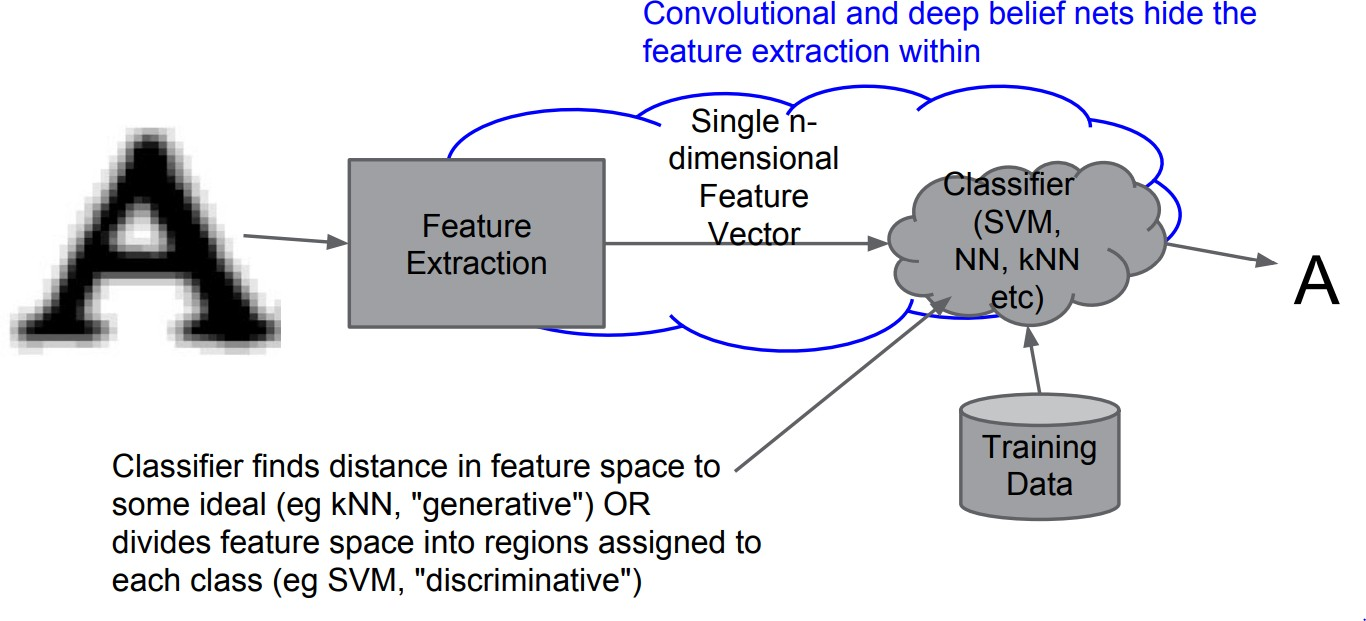 Convolutional and deep belief nets hide the
feature extraction within
Single n-
dimensional
Feature
Vector
A
Feature
Extraction
Classifier
(SVM,
NN, kNN
etc)
A
Training
Data
Classifier finds distance in feature space to
some ideal (eg kNN, "generative") OR
divides feature space into regions assigned to
each class (eg SVM, "discriminative")